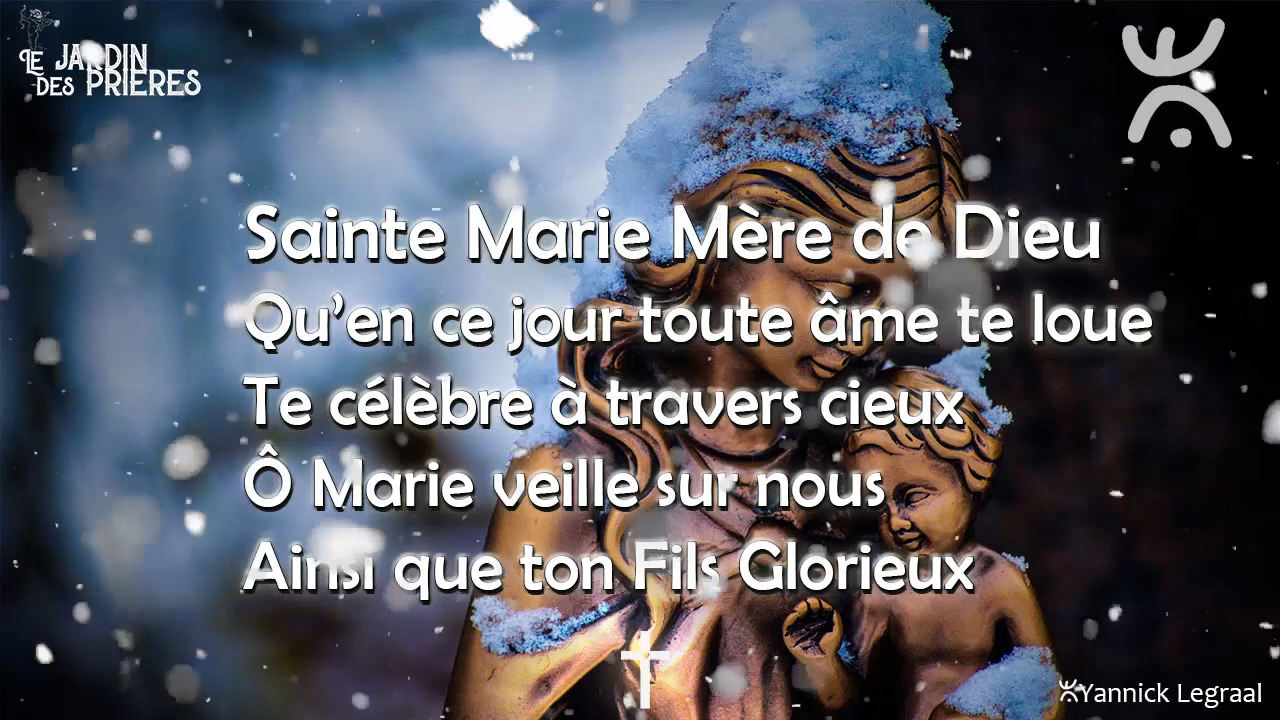 LE JARDIN
DES PRIERES
Sainte Marie Mère de Dieu
Qu’en ce jour toute âme te loue
Te célèbre à travers cieux
Ô Marie veille sur nous
Ainsi que ton Fils Glorieux
Yannick Legraal